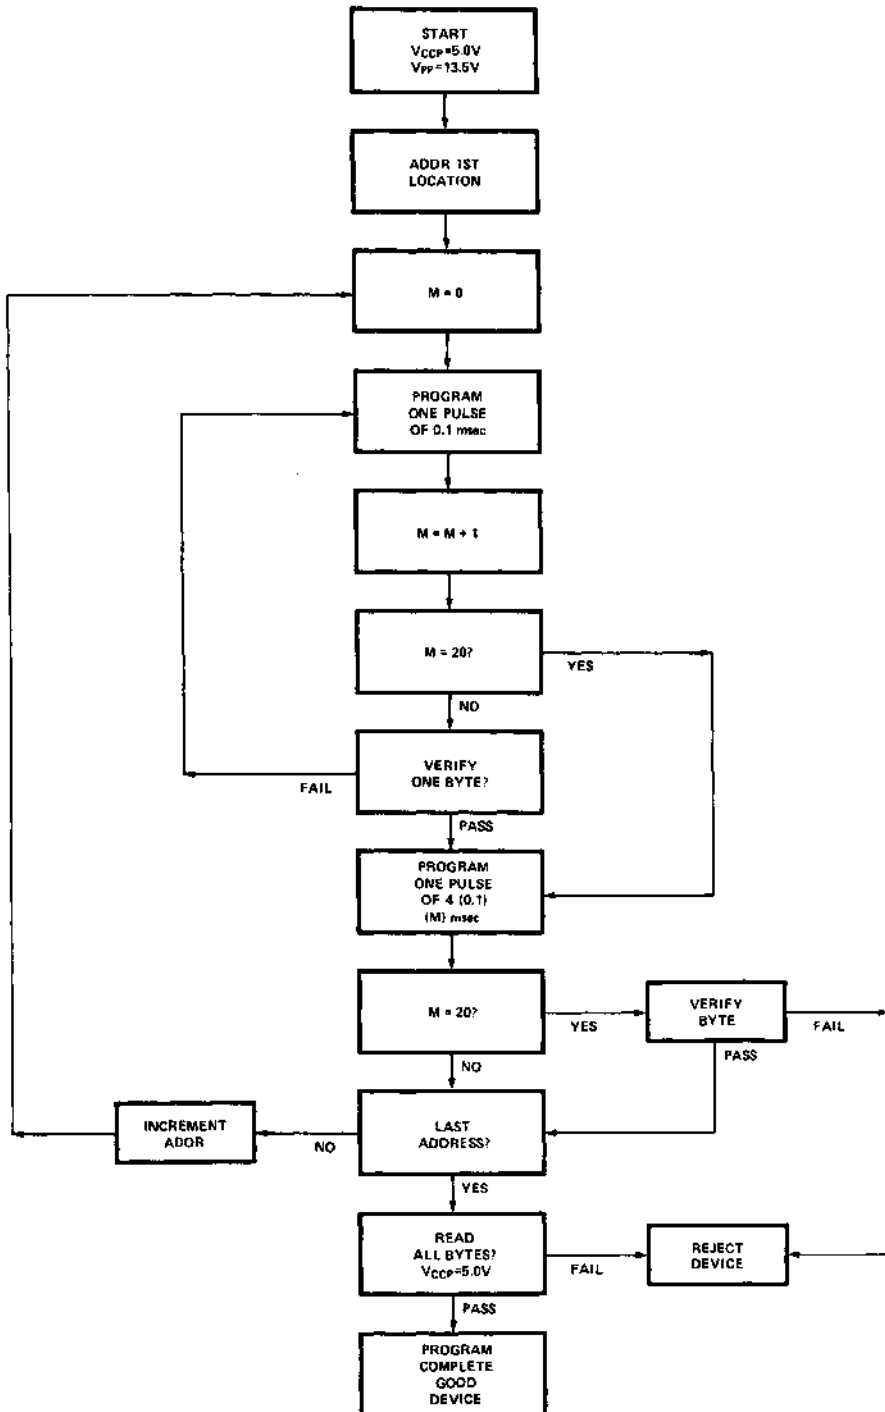 START
VCCP=5.0V
VPP=13.5V
ADDR 1ST
LOCATION
M = 0
PROGRAM
ONE PULSE
OF 0.1 msec
M = M + 1
M = 20?
YES
NO
VERIFY
ONE BYTE?
FAIL
PASS
PROGRAM
ONE PULSE
OF 4 (0.1)
(M) msec
M = 20?
YES
NO
VERIFY
BYTE
FAIL
PASS
LAST
ADDRESS?
NO
INCREMENT
ADDR
YES
READ
ALL BYTES?
VCCP=5.0V
FAIL
REJECT
DEVICE
PASS
PROGRAM
COMPLETE
GOOD
DEVICE